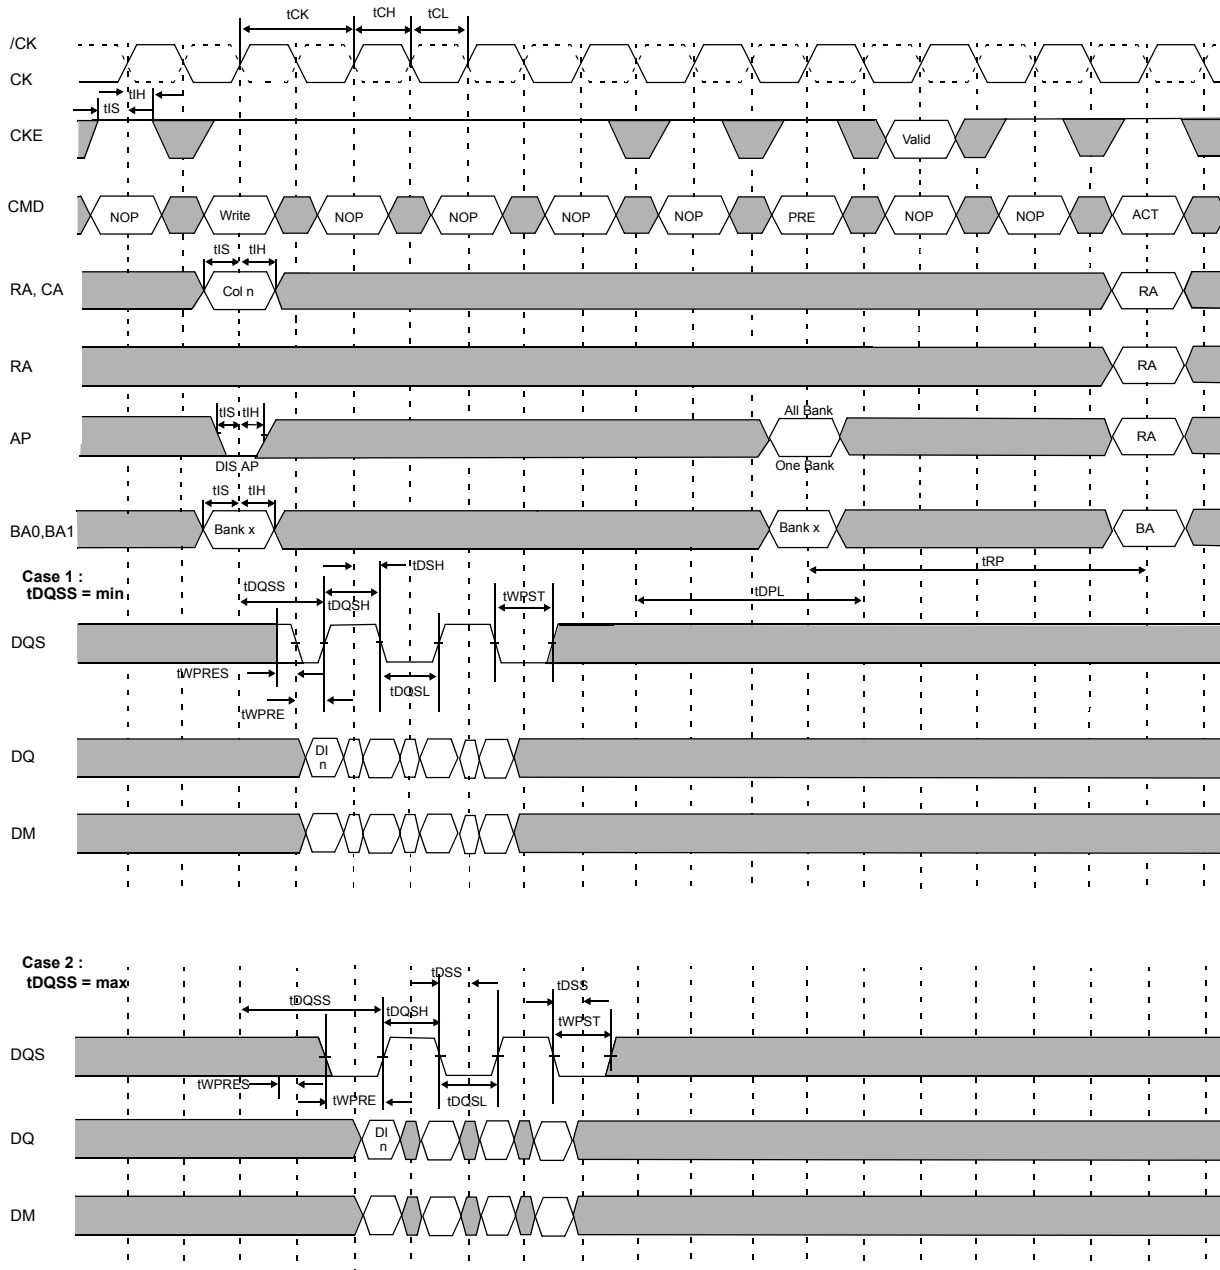 tCK tCH tCL
/CK
CK
tIH
tIS
CKE Valid
CMD NOP Write NOP NOP NOP NOP PRE NOP NOP ACT
tIS tIH
RA, CA Col n RA
RA RA
tIS tIH All Bank
AP RA
DIS AP One Bank
tIS tIH
BA0,BA1 Bank x Bank x BA
tDSH tRP
Case 1 :
tDQSS = min
tDQSS tDQSH tWPST tDPL
DQS
tWPRES tDQSL
tWPRE
DQ DI
n
DM
Case 2 :
tDQSS = max
tDSS tDSS
tDQSS tDQSH tWPST
DQS
tWPRES tWPRE tDQSL
DQ DI
n
DM